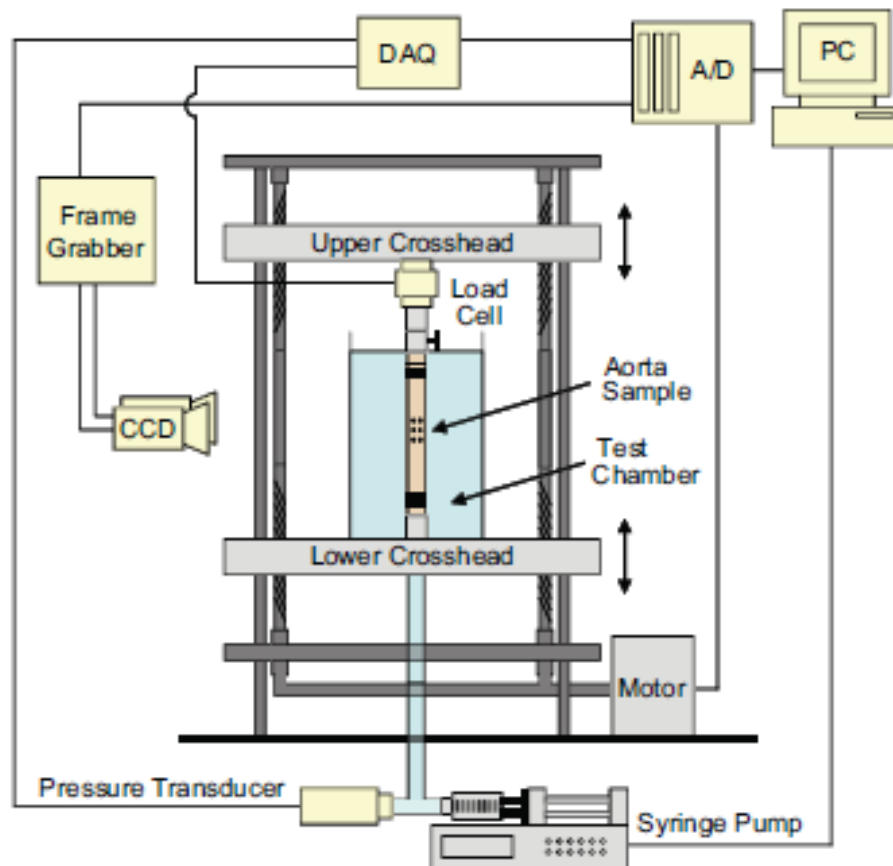 DAQ
A/D
PC
Frame
Grabber
Upper Crosshead
Load
Cell
Aorta
Sample
CCD
Test
Chamber
Lower Crosshead
Motor
Pressure Transducer
Syringe Pump